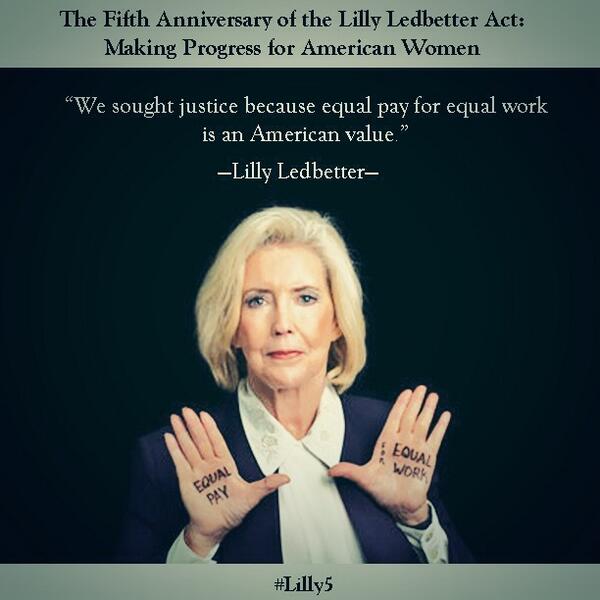 The Fifth Anniversary of the Lilly Ledbetter Act:
Making Progress for American Women
“We sought justice because equal pay for equal work
is an American value.”
—Lilly Ledbetter—
EQUAL
PAY
FOR
EQUAL
WORK
#Lilly5